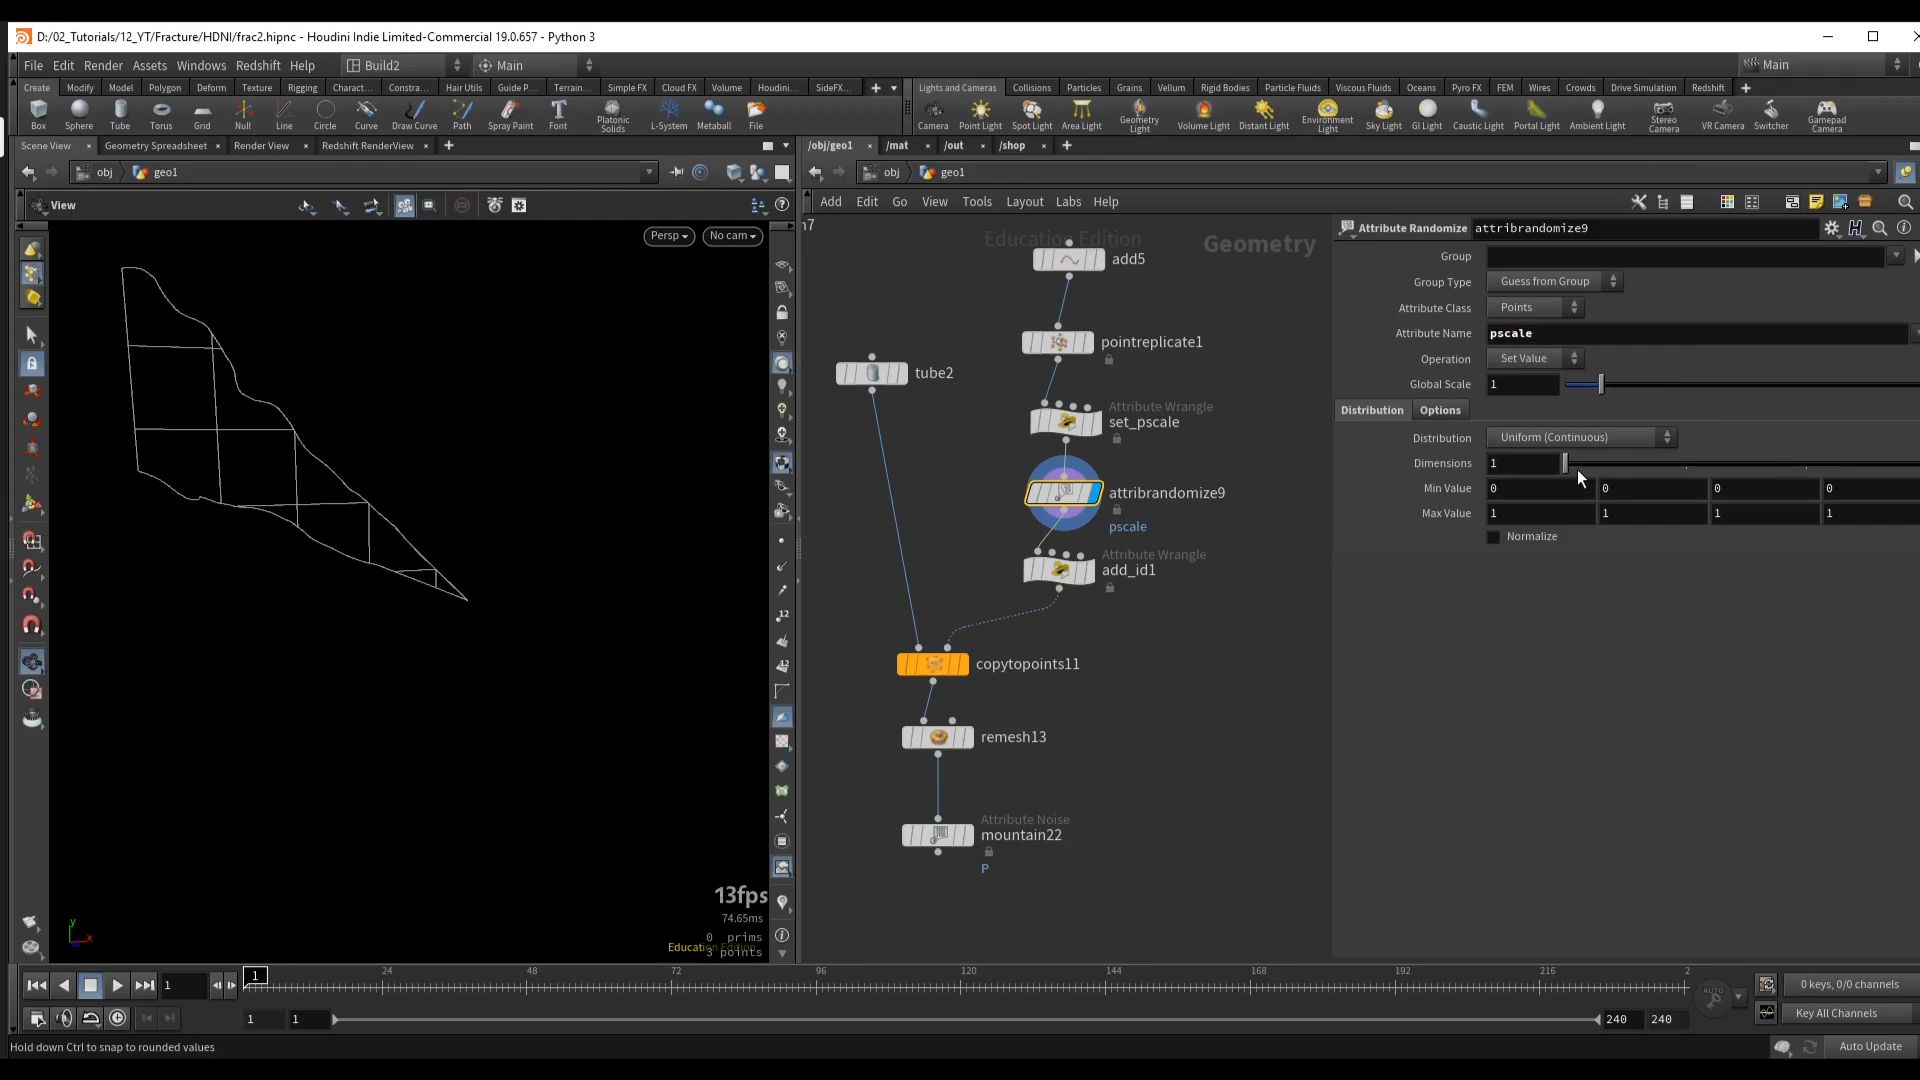 D:/02_Tutorials/12_YT/Fracture/HDNI/frac2.hipnc - Houdini Indie Limited-Commercial 19.0.657 - Python 3
File Edit Render Assets Windows Redshift Help Build2 Main Main
Create Modify Model Polygon Deform Texture Rigging Charact... Constra... Hair Utils Guide P... Terrain... Simple FX Cloud FX Volume Houdini... SideFX...
Lights and Cameras Collisions Particles Grains Vellum Rigid Bodies Particle Fluids Viscous Fluids Oceans Pyro FX FEM Wires Crowds Drive Simulation Redshift
Box Sphere Tube Torus Grid Null Line Circle Curve Draw Curve Path Spray Paint Font Platonic Solids L-System Metaball File
Camera Point Light Spot Light Area Light Geometry Light Volume Light Distant Light Environment Light Sky Light GI Light Caustic Light Portal Light Ambient Light Stereo Camera VR Camera Switcher Gamepad Camera
Scene View Geometry Spreadsheet Render View Redshift RenderView
/obj/geo1 /mat /out /shop
obj geo1
obj geo1
View
Add Edit Go View Tools Layout Labs Help
Persp No cam
n7
Education Edition
Geometry
add5
pointreplicate1
tube2
Attribute Wrangle
set_pscale
attribrandomize9
pscale
Attribute Wrangle
add_id1
copytopoints11
remesh13
Attribute Noise
mountain22
P
Attribute Randomize attribrandomize9
Group
Group Type Guess from Group
Attribute Class Points
Attribute Name pscale
Operation Set Value
Global Scale 1
Distribution Options
Distribution Uniform (Continuous)
Dimensions 1
Min Value 0 0 0 0
Max Value 1 1 1 1
Normalize
12
12
13fps
74.65ms
0 prims
Education Edition
3 points
y
x
1
1 24 48 72 96 120 144 168 192 216 2
AUTO
0 keys, 0/0 channels
1 1 240 240
Key All Channels
Hold down Ctrl to snap to rounded values
Auto Update